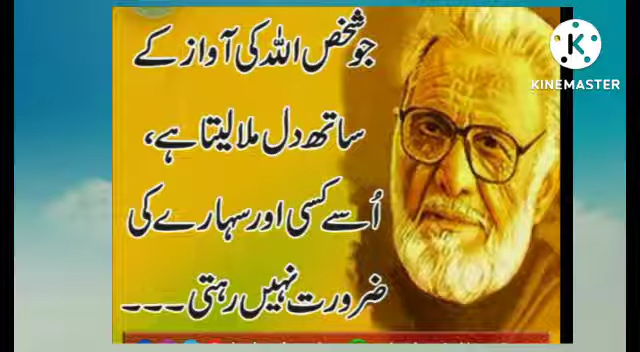 جو شخص اللہ کی آواز کے
ساتھ دل ملا لیتا ہے،
اُسے کسی اور سہارے کی
ضرورت نہیں رہتی ۔۔۔
KINEMASTER